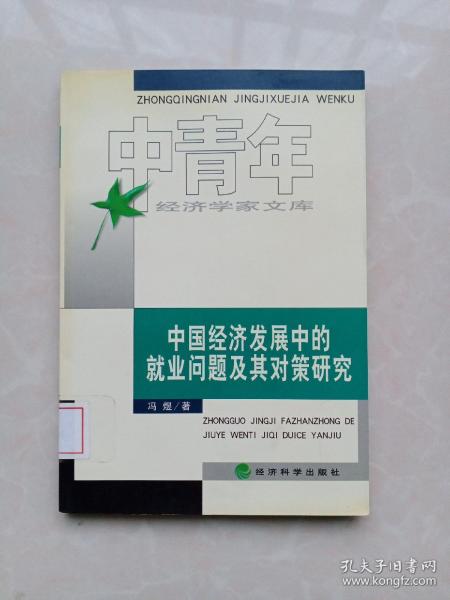 ZHONGQINGNIAN JINGJIXUEJIA WENKU
中青年
经济学家文库
中国经济发展中的
就业问题及其对策研究
冯煜/著
ZHONGGUO JINGJI FAZHANZHONG DE
JIUYE WENTI JIQI DUICE YANJIU
经济科学出版社
孔夫子旧书网
www.kongfz.com